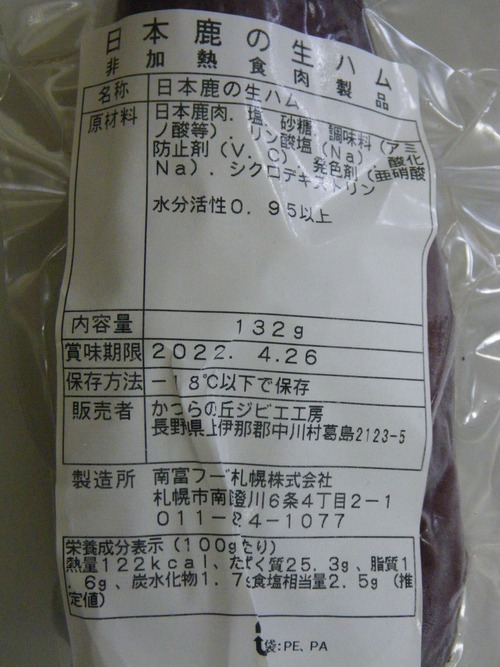 日本鹿の生ハム
非加熱食肉製品
名称 日本鹿の生ハム
原材料 日本鹿肉、塩、砂糖、調味料(アミ
ノ酸等)、リン酸塩(Na)、酸化
防止剤(V.C)、発色剤(亜硝酸
Na)、シクロデキストリン
水分活性0.95以上
内容量 132g
賞味期限 2022. 4.26
保存方法 -18℃以下で保存
販売者 かつらの丘ジビエ工房
長野県上伊那郡中川村葛島2123-5
製造所 南富フーズ札幌株式会社
札幌市南区澄川6条4丁目2-1
011- 84-1077
栄養成分表示(100g当たり)
熱量122kcal、たんぱく質25.3g、脂質1
.6g、炭水化物1.7g食塩相当量2.5g(推
定値)
袋:PE、PA